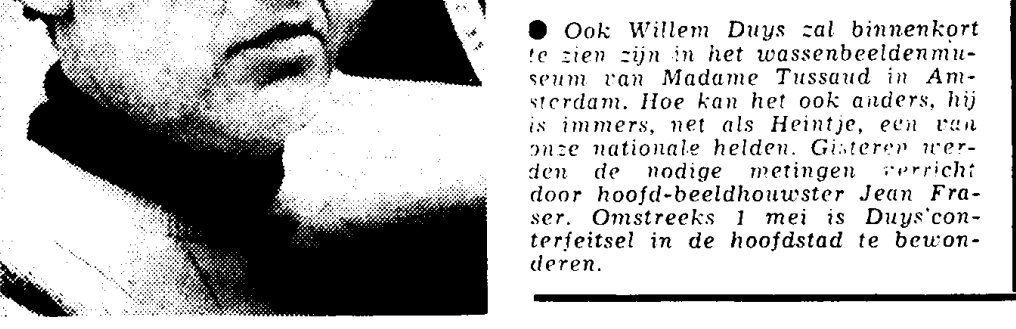 ● Ook Willem Duys zal binnenkort
te zien zijn in het wassenbeeldenmu-
seum van Madame Tussaud in Am-
sterdam. Hoe kan het ook anders, hij
is immers, net als Heintje, een van
onze nationale helden. Gisteren wer-
den de nodige metingen verricht
door hoofd-beeldhouwster Jean Fra-
ser. Omstreeks 1 mei is Duys'con-
terfeitsel in de hoofdstad te bewon-
deren.